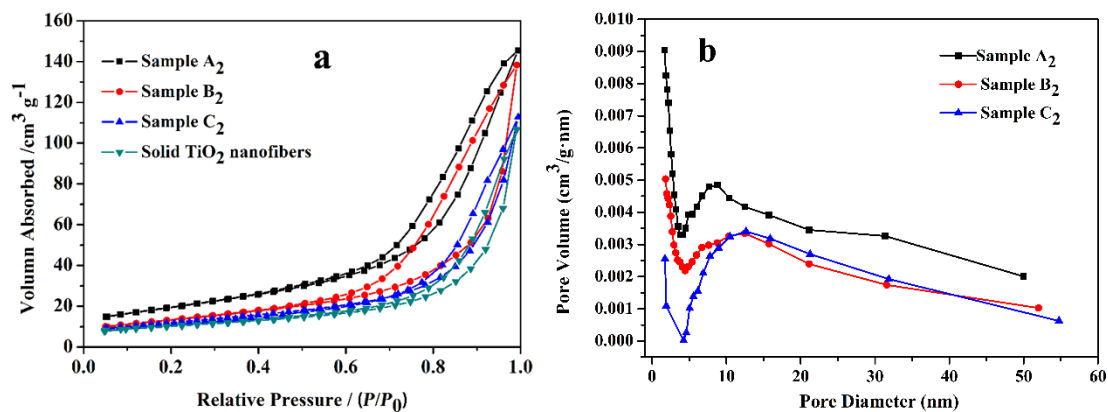 a
160
140
120
100
80
60
40
20
0
Volumn Absorbed /cm³ g⁻¹
Sample A₂
Sample B₂
Sample C₂
Solid TiO₂ nanofibers
0.0 0.2 0.4 0.6 0.8 1.0
Relative Pressure / (P/P₀)
b
0.009
0.008
0.007
0.006
0.005
0.004
0.003
0.002
0.001
0.000
Pore Volume (cm³/g·nm)
Sample A₂
Sample B₂
Sample C₂
0 10 20 30 40 50 60
Pore Diameter (nm)